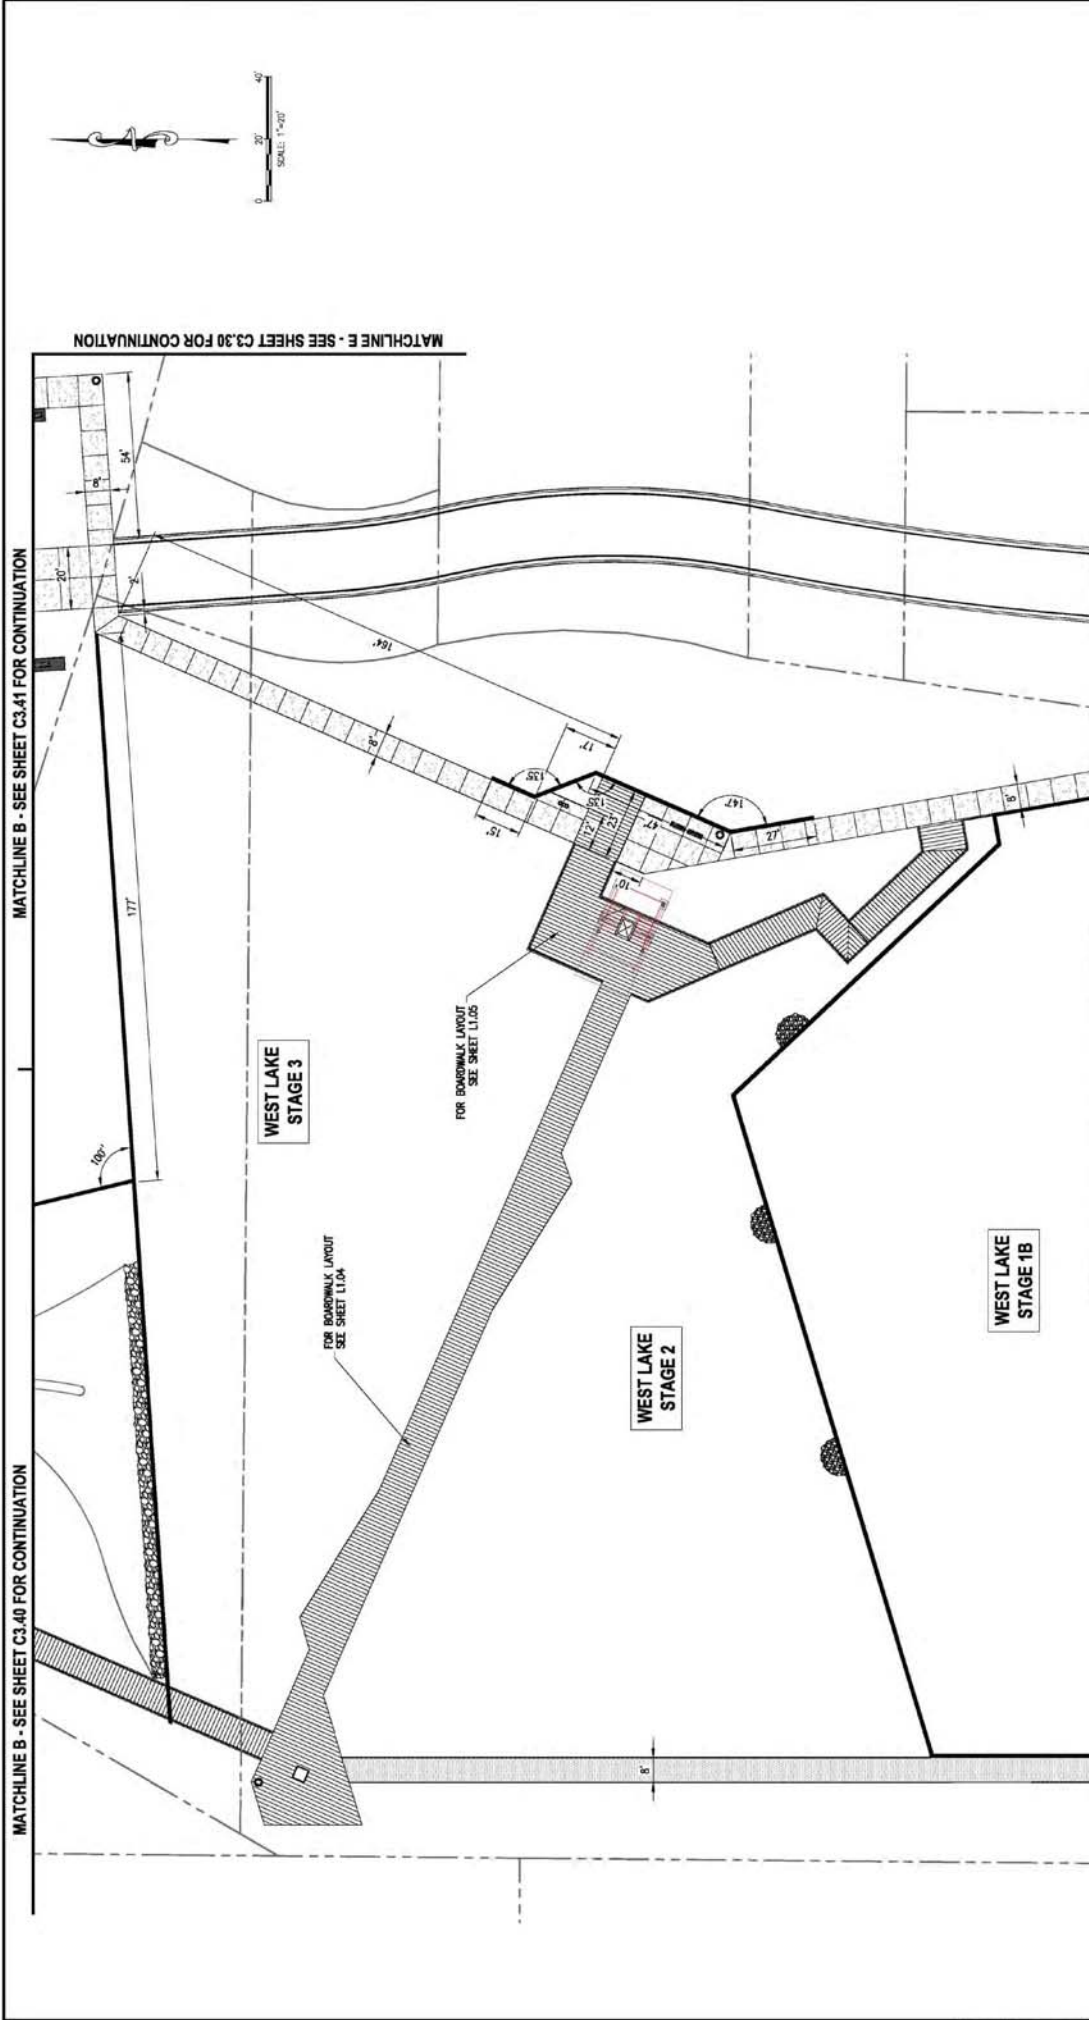 MATCHLINE B - SEE SHEET C3.40 FOR CONTINUATION
MATCHLINE B - SEE SHEET C3.41 FOR CONTINUATION
MATCHLINE E - SEE SHEET C3.30 FOR CONTINUATION
0
20'
40'
SCALE: 1"=20'
54'
8'
20'
2'
177'
100°
164'
8'
17'
135°
135°
15'
12'
23'
47'
147°
10'
27'
8'
WEST LAKE
STAGE 3
FOR BOARDWALK LAYOUT
SEE SHEET L1.05
FOR BOARDWALK LAYOUT
SEE SHEET L1.04
WEST LAKE
STAGE 2
WEST LAKE
STAGE 1B
8'